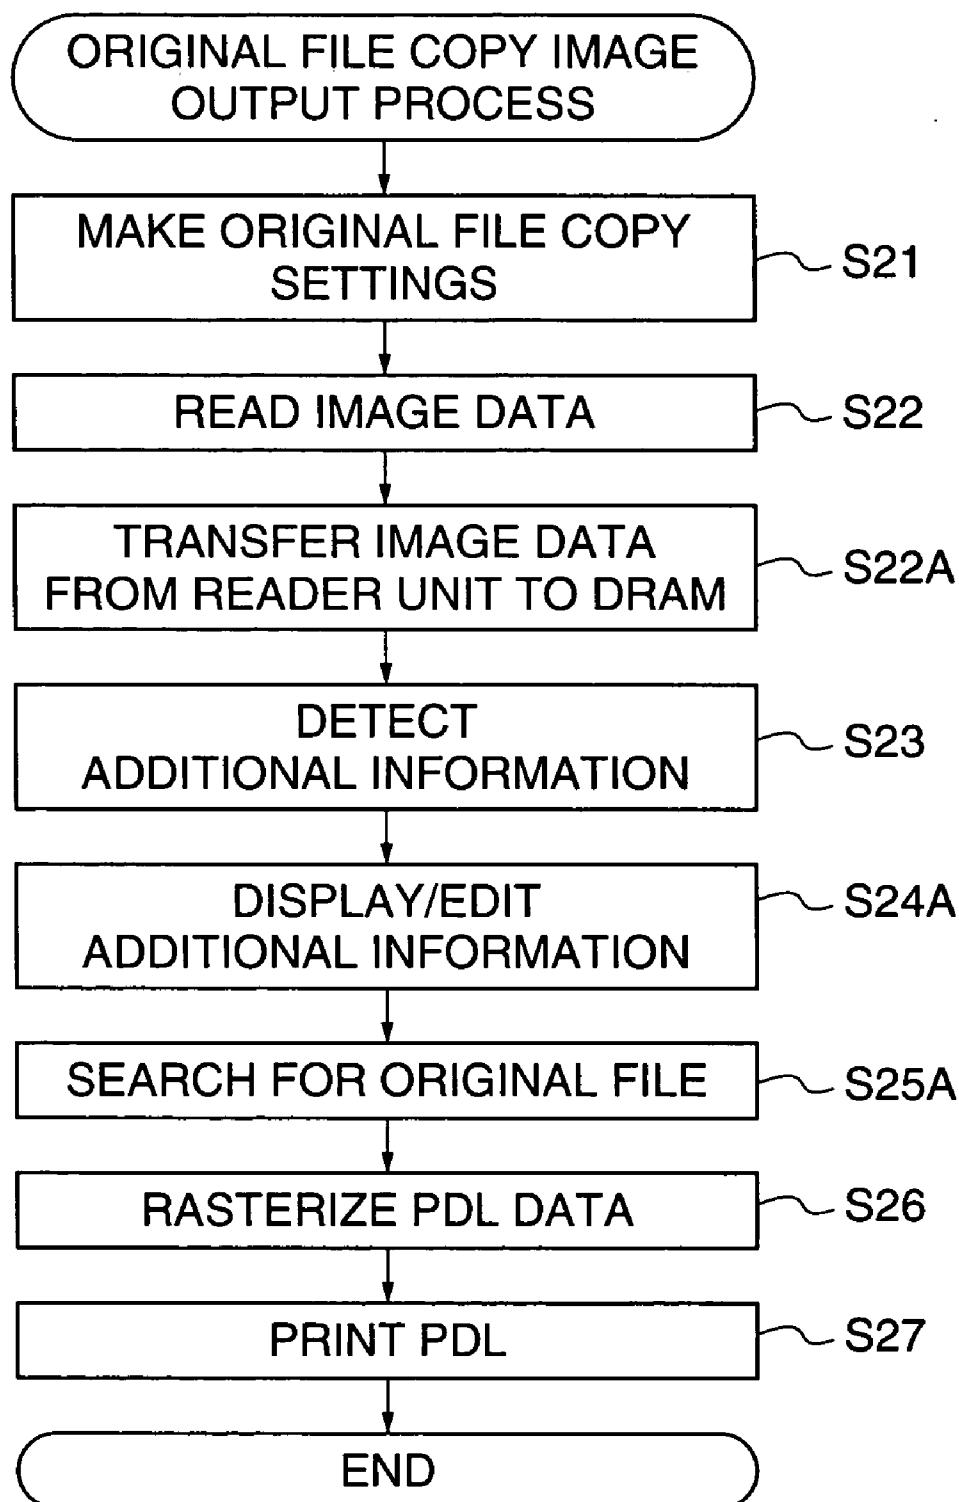 ORIGINAL FILE COPY IMAGE
OUTPUT PROCESS
MAKE ORIGINAL FILE COPY
SETTINGS
S21
READ IMAGE DATA
S22
TRANSFER IMAGE DATA
FROM READER UNIT TO DRAM
S22A
DETECT
ADDITIONAL INFORMATION
S23
DISPLAY/EDIT
ADDITIONAL INFORMATION
S24A
SEARCH FOR ORIGINAL FILE
S25A
RASTERIZE PDL DATA
S26
PRINT PDL
S27
END